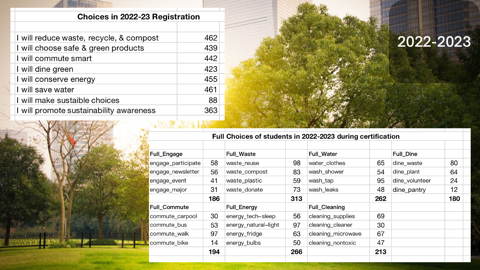 Choices in 2022-23 Registration
I will reduce waste, recycle, & compost 462
I will choose safe & green products 439
I will commute smart 442
I will dine green 423
I will conserve energy 455
I will save water 461
I will make sustaible choices 88
I will promote sustainability awareness 363
2022-2023
Full Choices of students in 2022-2023 during certification
Full_Engage Full_Waste Full_Water Full_Dine
engage_participate 58 waste_reuse 98 water_clothes 65 dine_waste 80
engage_newsletter 56 waste_compost 83 wash_shower 54 dine_plant 64
engage_event 41 waste_plastic 59 wash_tap 95 dine_volunteer 24
engage_major 31 waste_donate 73 wash_leaks 48 dine_pantry 12
186 313 262 180
Full_Commute Full_Energy Full_Cleaning
commute_carpool 30 energy_tech-sleep 56 cleaning_supplies 69
commute_bus 53 energy_natural-light 97 cleaning_cleaner 30
commute_walk 97 energy_fridge 63 cleaning_microwave 67
commute_bike 14 energy_bulbs 50 cleaning_nontoxic 47
194 266 213